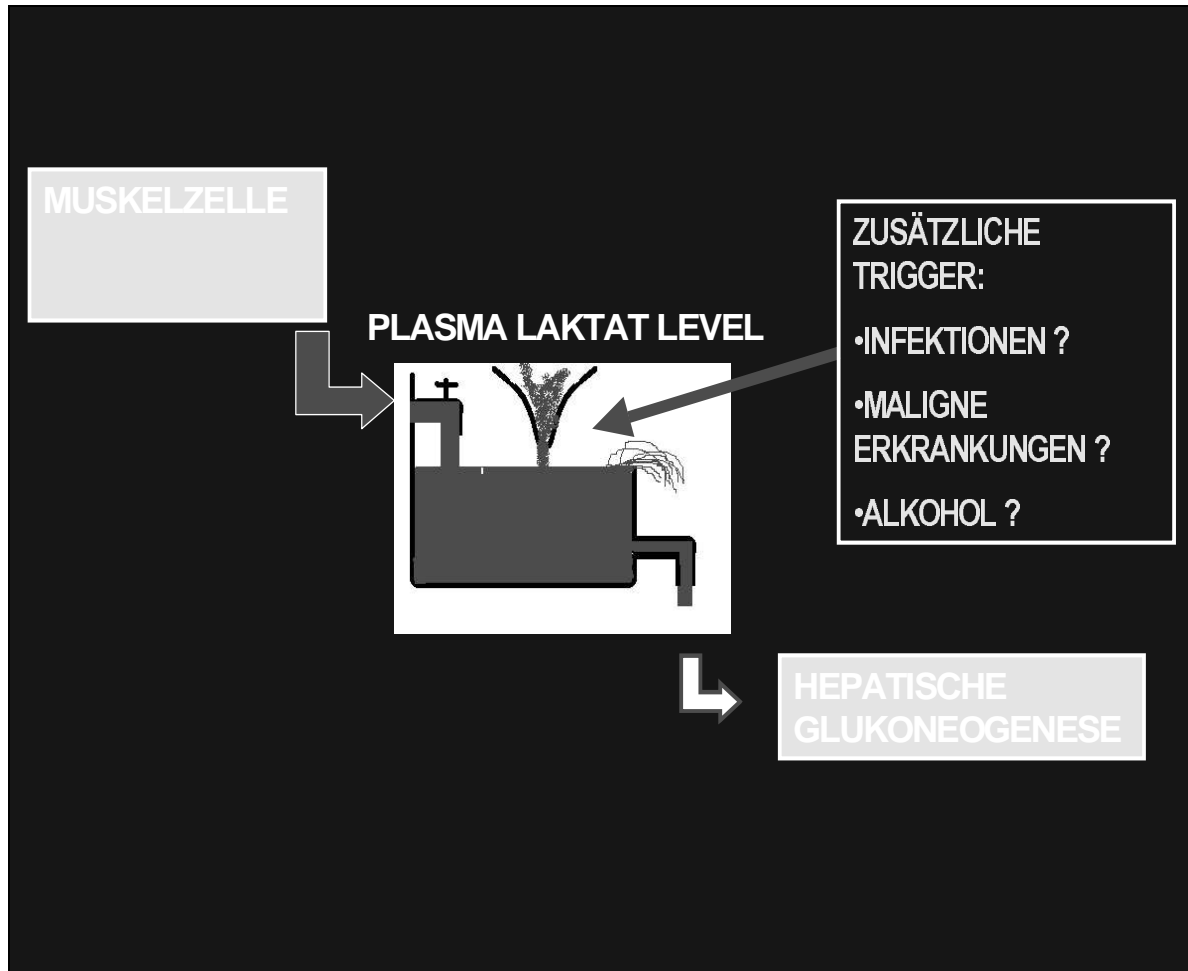 MUSKELZELLE
PLASMA LAKTAT LEVEL
ZUSÄTZLICHE
TRIGGER:
•INFEKTIONEN ?
•MALIGNE
ERKRANKUNGEN ?
•ALKOHOL ?
HEPATISCHE
GLUKONEOGENESE